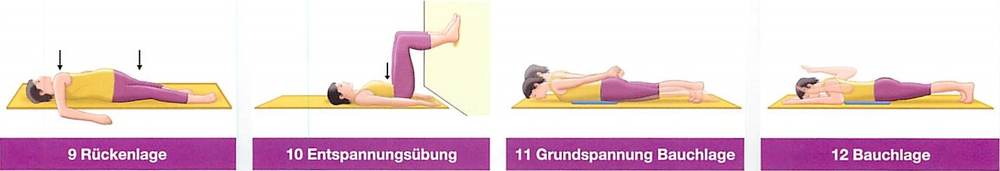 9 Rückenlage
10 Entspannungsübung
11 Grundspannung Bauchlage
12 Bauchlage